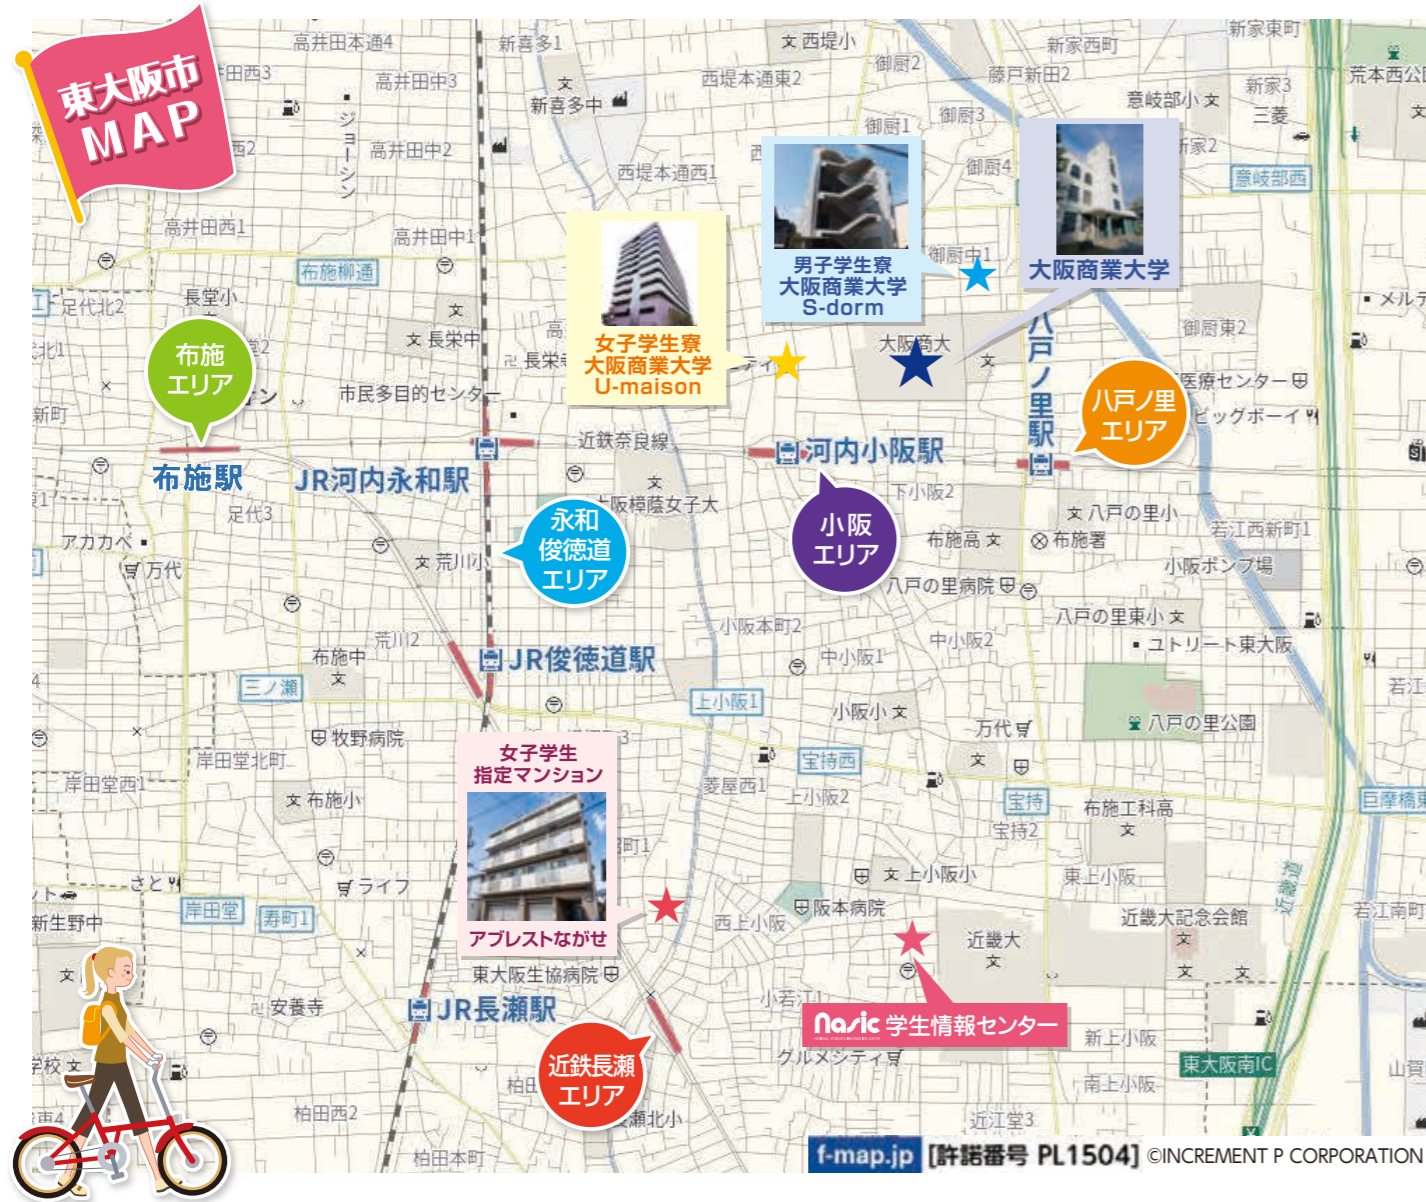 東大阪市
MAP
高井田本通4
新喜多1
西堤小
新家西町
新家東町
高井田中3
西堤本通東2
御厨2
藤戸新田2
新家3
荒本西公
新喜多中
意岐部小
三菱
ジョーシン
高井田中2
御厨1
御厨3
西堤本通西1
御厨4
意岐部西
高井田西1
高井田中1
御厨中1
布施柳通
男子学生寮
大阪商業大学
S-dorm
大阪商業大学
足代北2
長堂小
長栄中
女子学生寮
大阪商業大学
U-maison
大阪商大
八戸ノ里駅
御厨東2
布施
エリア
市民多目的センター
医療センター
ビッグボーイ
八戸ノ里
エリア
新町
近鉄奈良線
河内小阪駅
布施駅
JR河内永和駅
大阪樟蔭女子大
下小阪2
足代3
永和
俊徳道
エリア
小阪
エリア
八戸の里小
若江西新町1
アカカベ
万代
荒川小
布施高
布施署
小阪ポンプ場
八戸の里病院
八戸の里東小
小阪本町2
中小阪2
ユトリート東大阪
荒川2
布施中
JR俊徳道駅
中小阪1
三ノ瀬
上小阪1
小阪小
万代
八戸の里公園
牧野病院
岸田堂北町
女子学生
指定マンション
宝持西
岸田堂西1
菱屋西1
上小阪2
布施小
宝持
布施工科高
巨摩橋東
宝持2
さと
ライフ
上小阪小
東上小阪
近畿道
岸田堂
寿町1
阪本病院
新生野中
アブレストながせ
西上小阪
近畿大
近畿大記念会館
若江南町
東大阪生協病院
安養寺
JR長瀬駅
小若江1
nasic 学生情報センター
グルメシティ
新上小阪
近鉄長瀬
エリア
東大阪南IC
南上小阪
柏田西2
長瀬北小
近江堂3
柏田本町
f-map.jp [許諾番号 PL1504] ©INCREMENT P CORPORATION